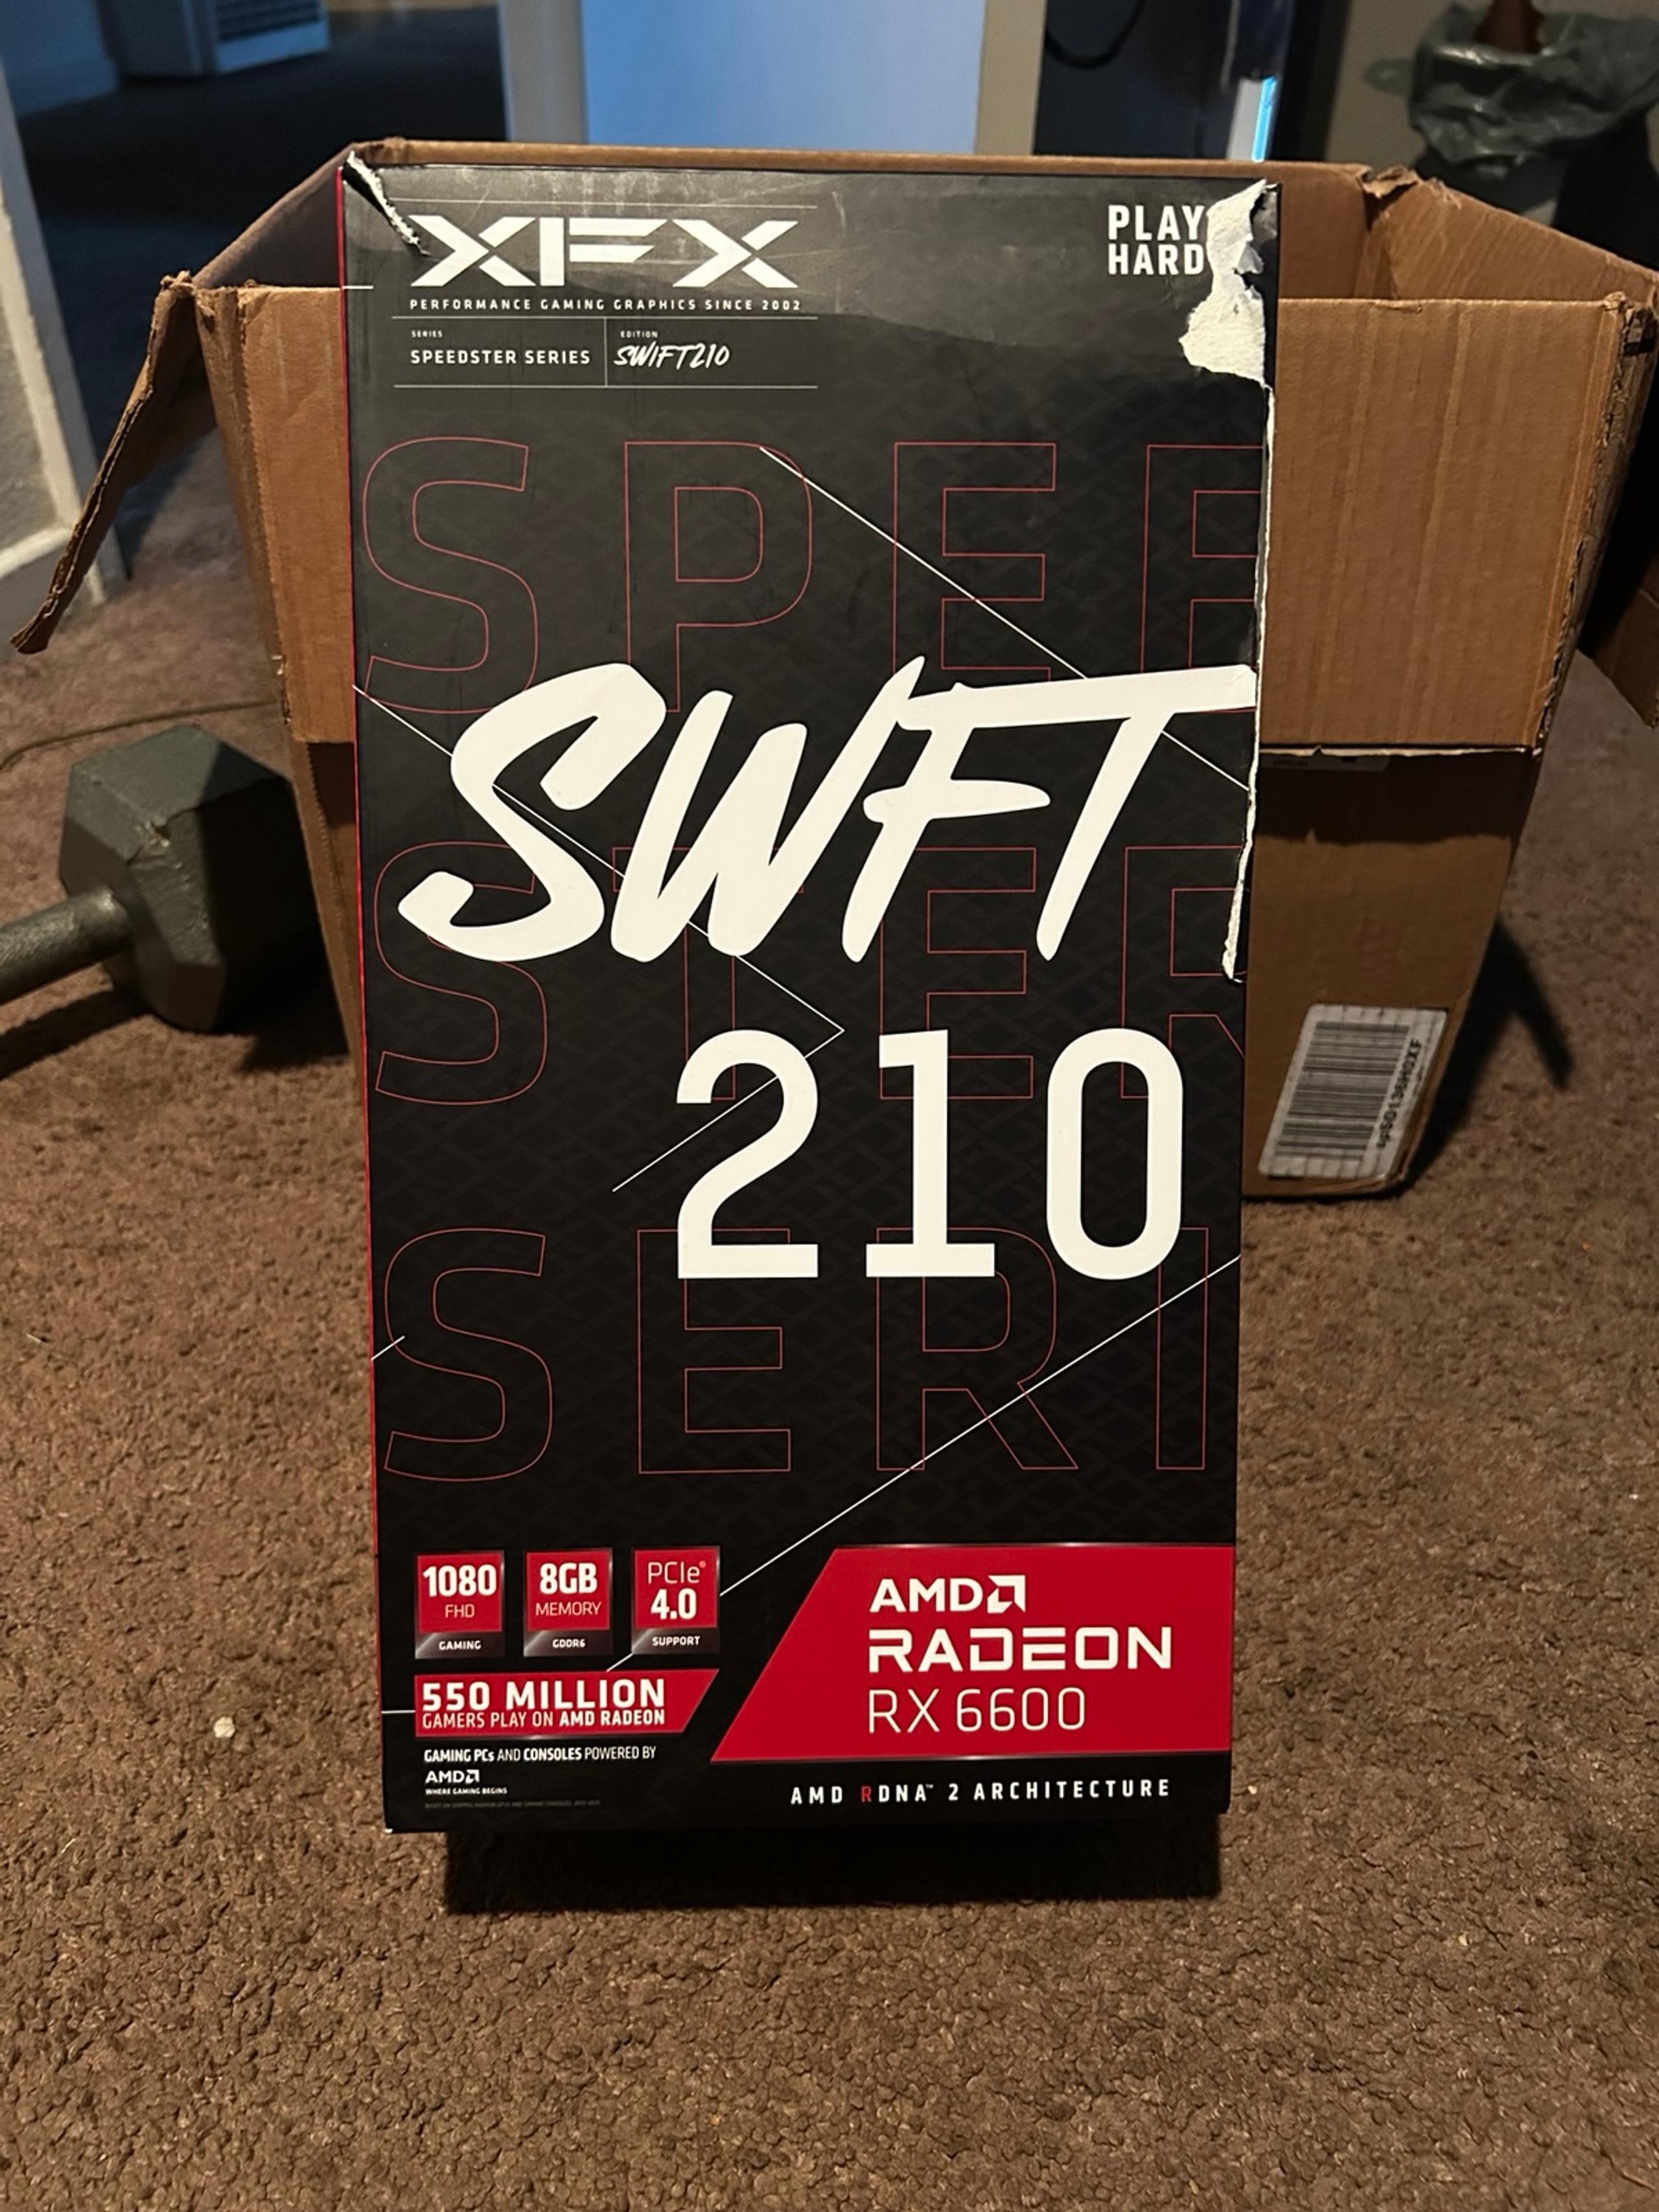 XFX
PLAY
HARD
PERFORMANCE GAMING GRAPHICS SINCE 2002
SERIES
SPEEDSTER SERIES
EDITION
SWIFT210
SPEE
SWFT
STER
210
SERI
1080
FHD
GAMING
8GB
MEMORY
GDDR6
PCIe®
4.0
SUPPORT
AMD
RADEON
RX 6600
550 MILLION
GAMERS PLAY ON AMD RADEON
GAMING PCs AND CONSOLES POWERED BY
AMD
WHERE GAMING BEGINS
AMD RDNA™ 2 ARCHITECTURE